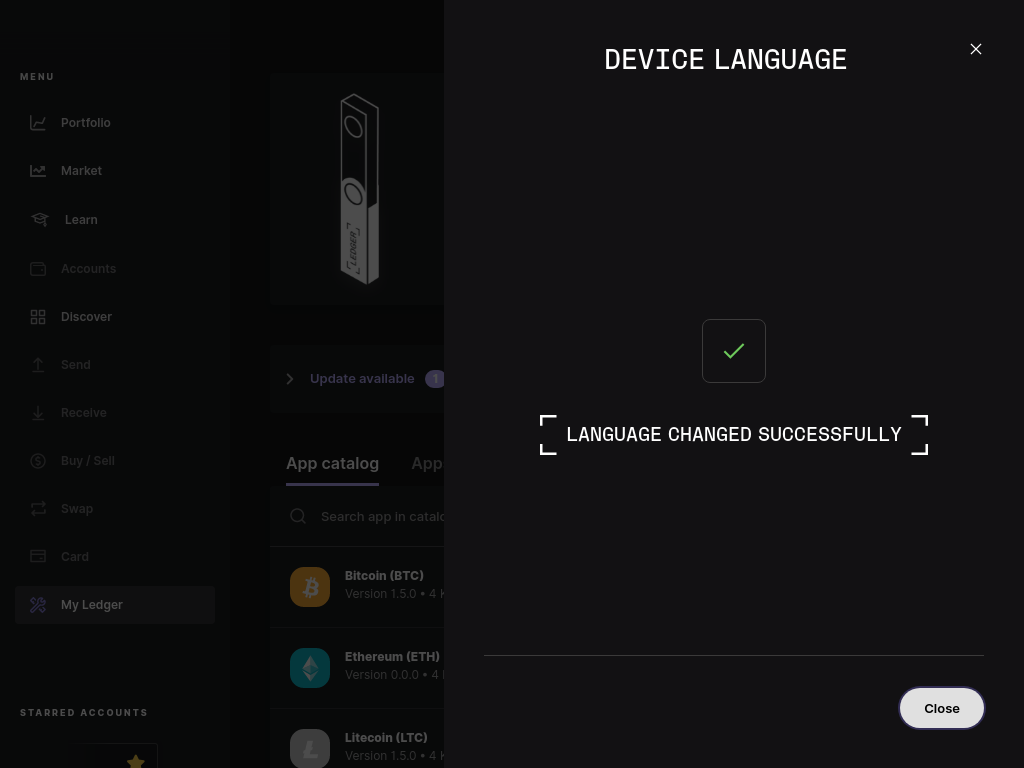 MENU
Portfolio
Market
Learn
Accounts
Discover
Send
Receive
Buy / Sell
Swap
Card
My Ledger
STARRED ACCOUNTS
LEDGER
Update available 1
App catalog App
Search app in catalo
Bitcoin (BTC)
Version 1.5.0 • 4 K
Ethereum (ETH)
Version 0.0.0 • 4 
Litecoin (LTC)
Version 1.5.0 • 4 K
DEVICE LANGUAGE
LANGUAGE CHANGED SUCCESSFULLY
Close